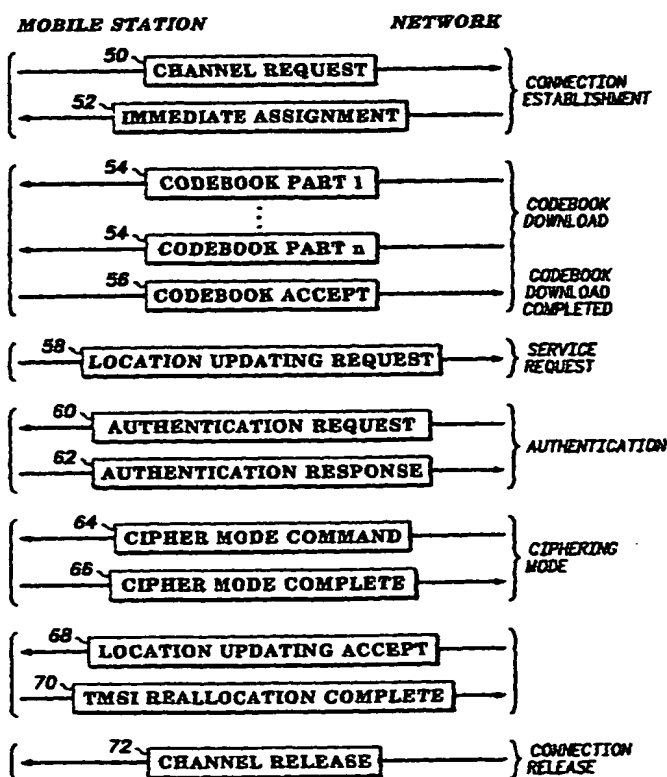 MOBILE STATION NETWORK
50 CHANNEL REQUEST
52 IMMEDIATE ASSIGNMENT
CONNECTION
ESTABLISHMENT
54 CODEBOOK PART 1
54 CODEBOOK PART n
CODEBOOK
DOWNLOAD
56 CODEBOOK ACCEPT
CODEBOOK
DOWNLOAD
COMPLETED
58 LOCATION UPDATING REQUEST
SERVICE
REQUEST
60 AUTHENTICATION REQUEST
62 AUTHENTICATION RESPONSE
AUTHENTICATION
64 CIPHER MODE COMMAND
66 CIPHER MODE COMPLETE
CIPHERING
MODE
68 LOCATION UPDATING ACCEPT
70 TMSI REALLOCATION COMPLETE
72 CHANNEL RELEASE
CONNECTION
RELEASE